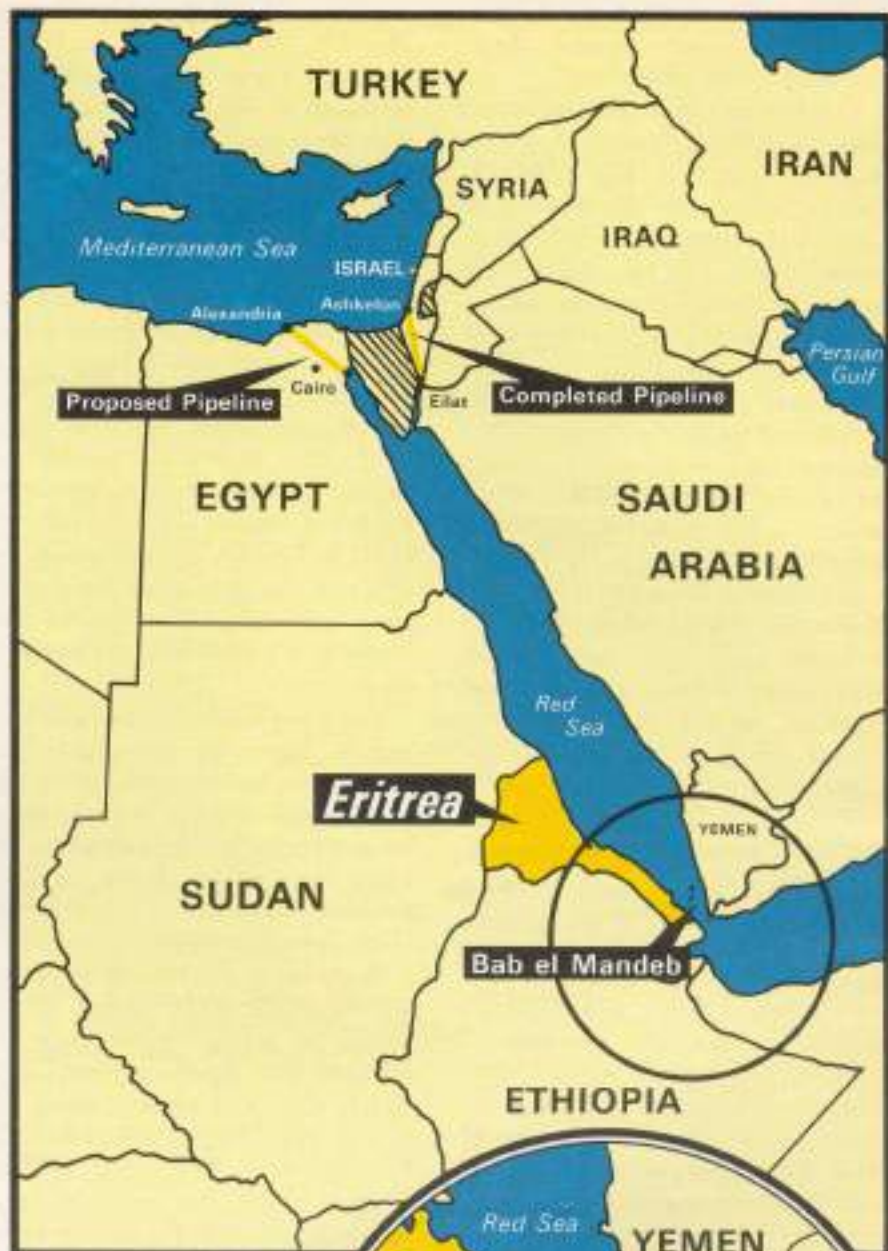 TURKEY
IRAN
SYRIA
IRAQ
Mediterranean Sea
ISRAEL
Ashkelon
Alexandria
Persian
Gulf
Cairo
Proposed Pipeline
Eilat
Completed Pipeline
EGYPT
SAUDI
ARABIA
Red
Sea
Eritrea
YEMEN
SUDAN
Bab el Mandeb
ETHIOPIA
Red Sea
YEMEN